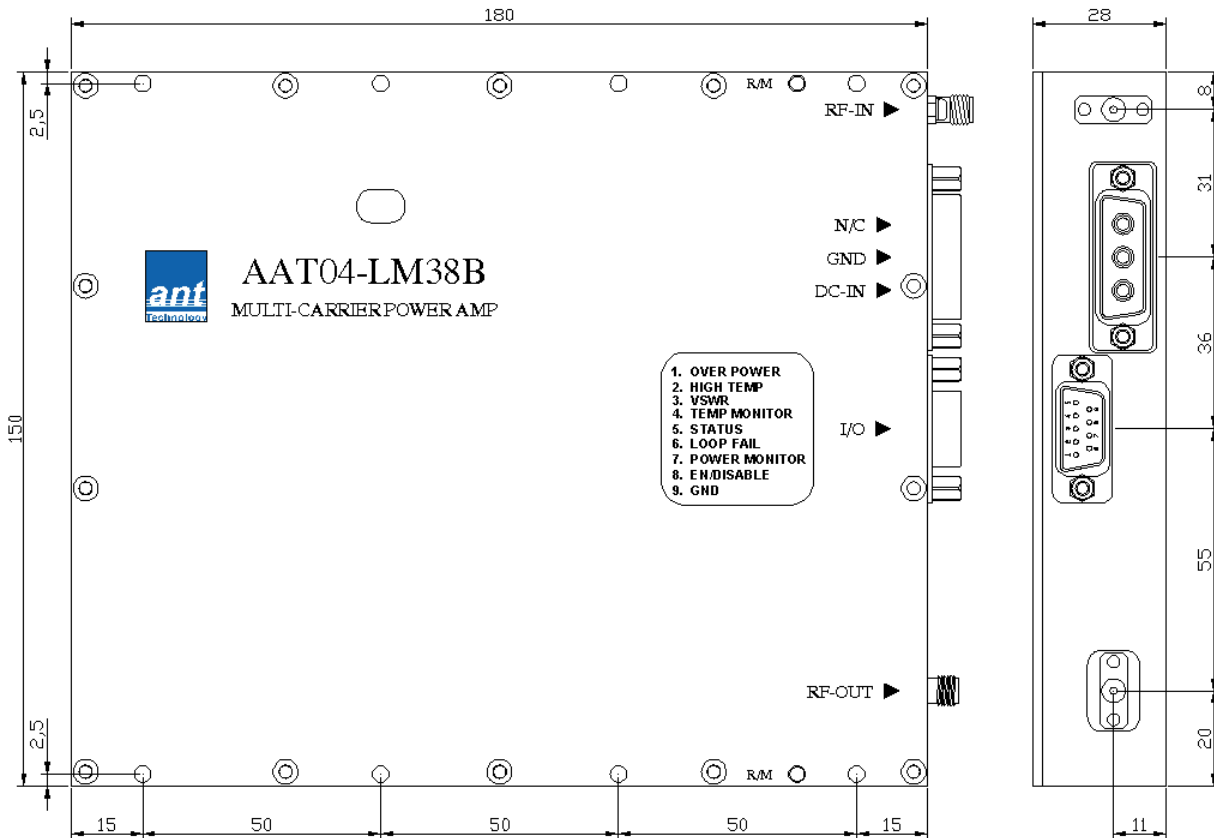 180
28
R/M
RF-IN
2,5
8
31
N/C
GND
DC-IN
ant
Technology
AAT04-LM38B
MULTI-CARRIER POWER AMP
36
1. OVER POWER
2. HIGH TEMP
3. VSWR
4. TEMP MONITOR
5. STATUS
6. LOOP FAIL
7. POWER MONITOR
8. EN/DISABLE
9. GND
150
I/O
55
RF-OUT
2,5
20
R/M
15
50
50
50
15
11